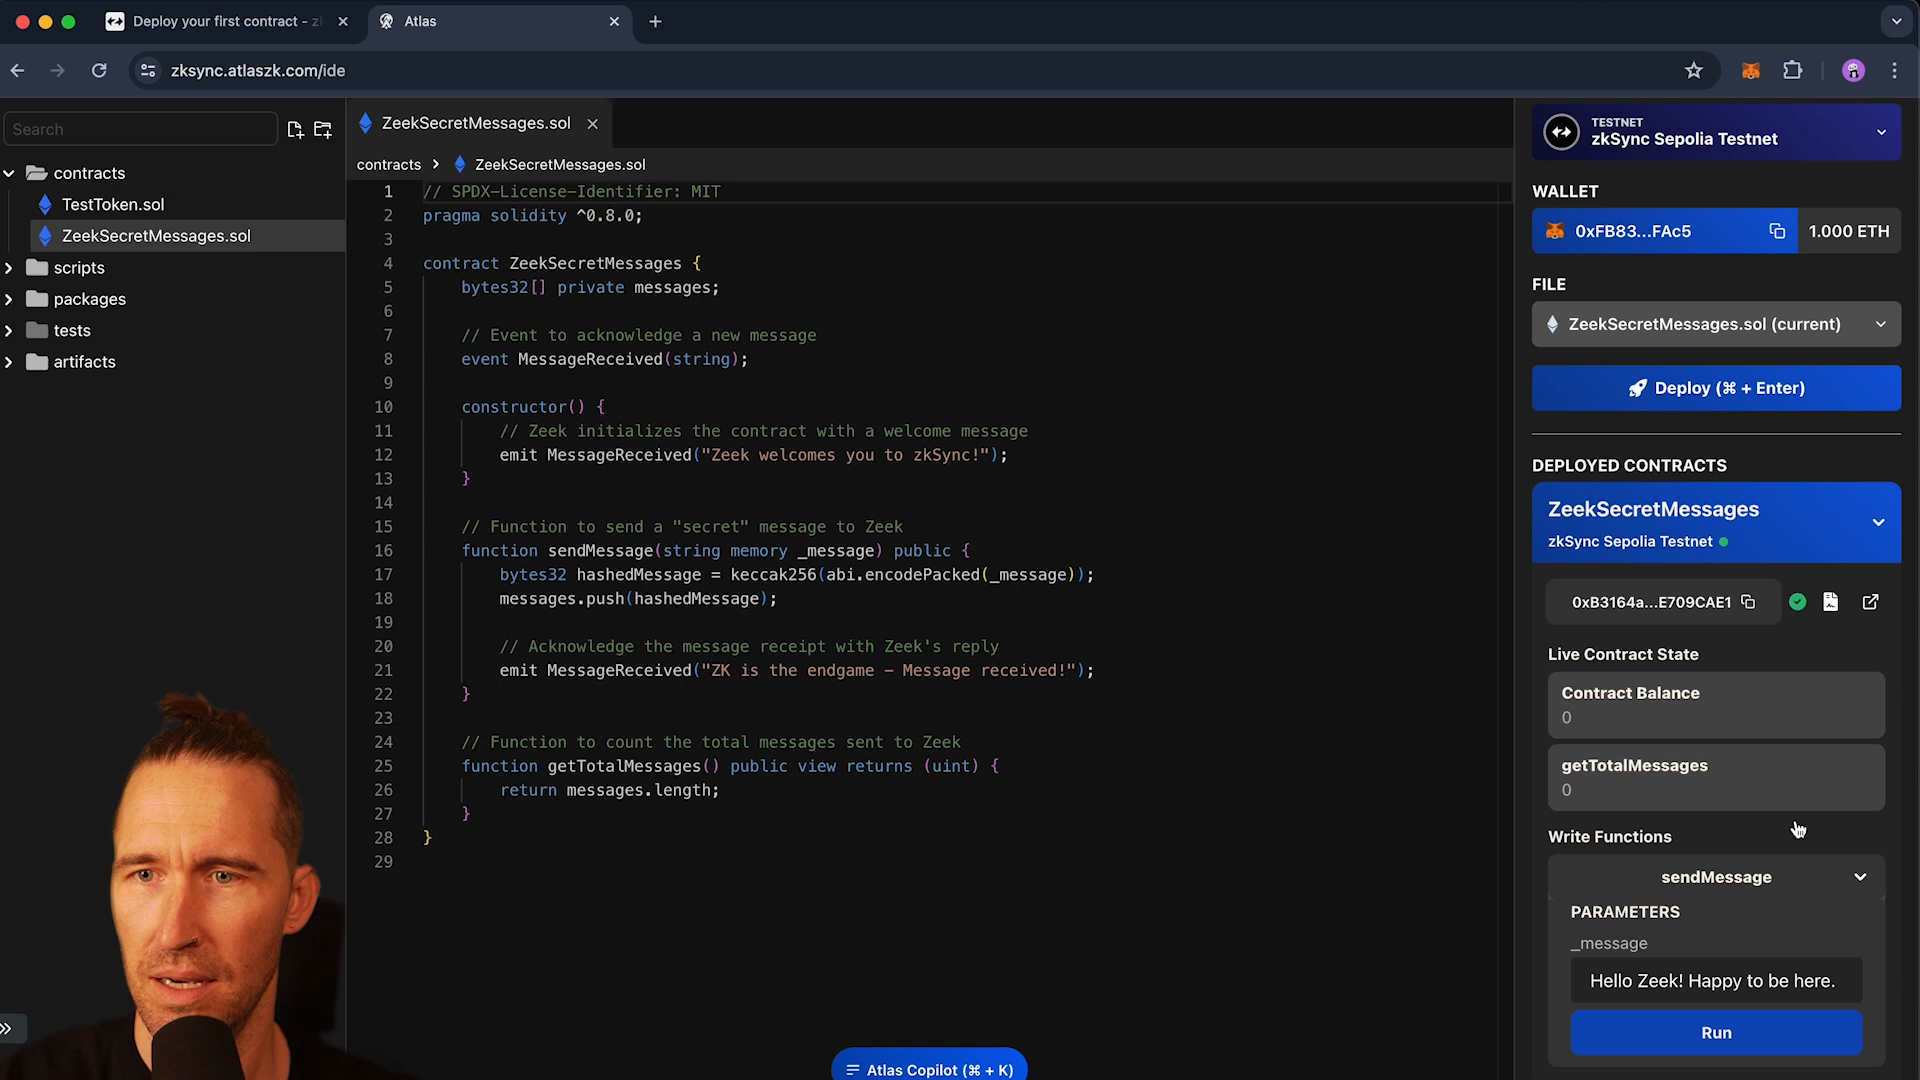 Deploy your first contract - zk
Atlas
zksync.atlaszk.com/ide
Search
contracts
TestToken.sol
ZeekSecretMessages.sol
scripts
packages
tests
artifacts
ZeekSecretMessages.sol
contracts > ZeekSecretMessages.sol
1 // SPDX-License-Identifier: MIT
2 pragma solidity ^0.8.0;
3
4 contract ZeekSecretMessages {
5 bytes32[] private messages;
6
7 // Event to acknowledge a new message
8 event MessageReceived(string);
9
10 constructor() {
11 // Zeek initializes the contract with a welcome message
12 emit MessageReceived("Zeek welcomes you to zkSync!");
13 }
14
15 // Function to send a "secret" message to Zeek
16 function sendMessage(string memory _message) public {
17 bytes32 hashedMessage = keccak256(abi.encodePacked(_message));
18 messages.push(hashedMessage);
19
20 // Acknowledge the message receipt with Zeek's reply
21 emit MessageReceived("ZK is the endgame - Message received!");
22 }
23
24 // Function to count the total messages sent to Zeek
25 function getTotalMessages() public view returns (uint) {
26 return messages.length;
27 }
28 }
29
Atlas Copilot (⌘ + K)
TESTNET
zkSync Sepolia Testnet
WALLET
0xFB83...FAc5 1.000 ETH
FILE
ZeekSecretMessages.sol (current)
Deploy (⌘ + Enter)
DEPLOYED CONTRACTS
ZeekSecretMessages
zkSync Sepolia Testnet
0xB3164a...E709CAE1
Live Contract State
Contract Balance
0
getTotalMessages
0
Write Functions
sendMessage
PARAMETERS
_message
Hello Zeek! Happy to be here.
Run